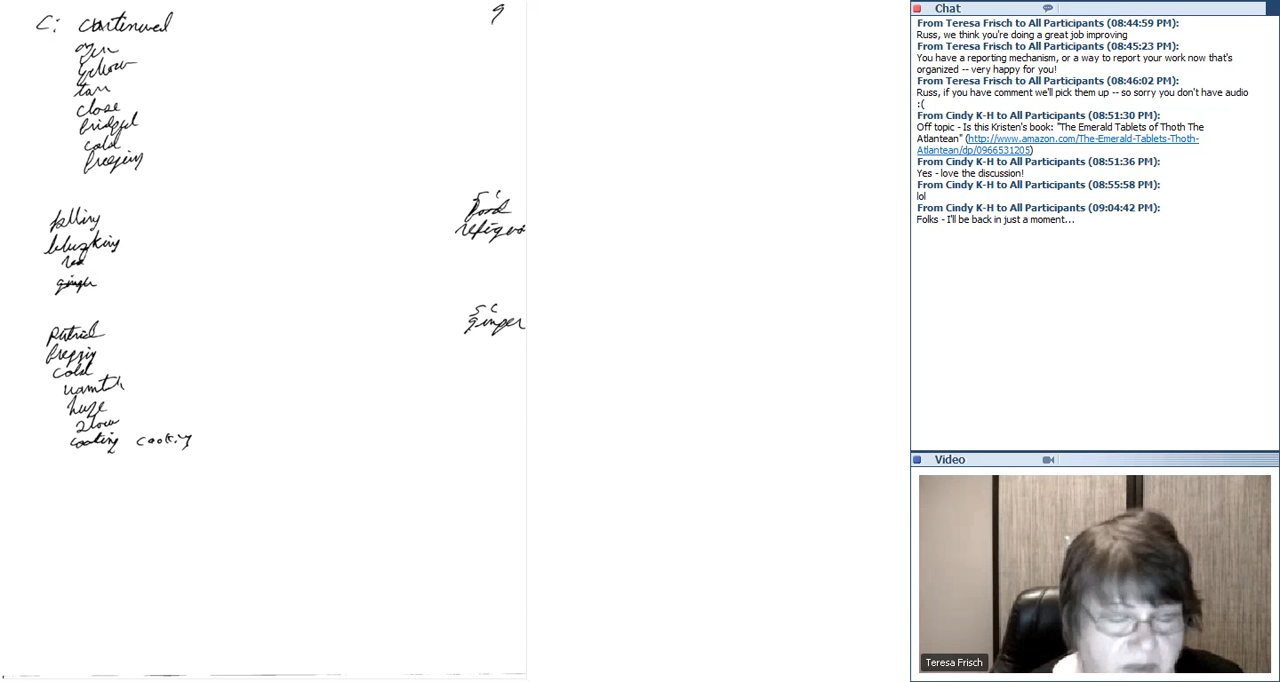 C: Continued
9
open
yellow
tan
close
bridgful
cold
freezing
S C
Food
killing
blushing
red
putrid
S C
ginger
cold
warmth
huge
slow
cooking cooking
Chat
From Teresa Frisch to All Participants (08:44:59 PM):
Russ, we think you're doing a great job improving
From Teresa Frisch to All Participants (08:45:23 PM):
You have a reporting mechanism, or a way to report your work now that's
organized -- very happy for you!
From Teresa Frisch to All Participants (08:46:02 PM):
Russ, if you have comment we'll pick them up -- so sorry you don't have audio
:(
From Cindy K-H to All Participants (08:51:30 PM):
Off topic - Is this Kristen's book: "The Emerald Tablets of Thoth The
Atlantean" (http://www.amazon.com/The-Emerald-Tablets-Thoth-
Atlantean/dp/0966531205)
From Cindy K-H to All Participants (08:51:36 PM):
Yes - love the discussion!
From Cindy K-H to All Participants (08:55:58 PM):
lol
From Cindy K-H to All Participants (09:04:42 PM):
Folks - I'll be back in just a moment...
Video
Teresa Frisch